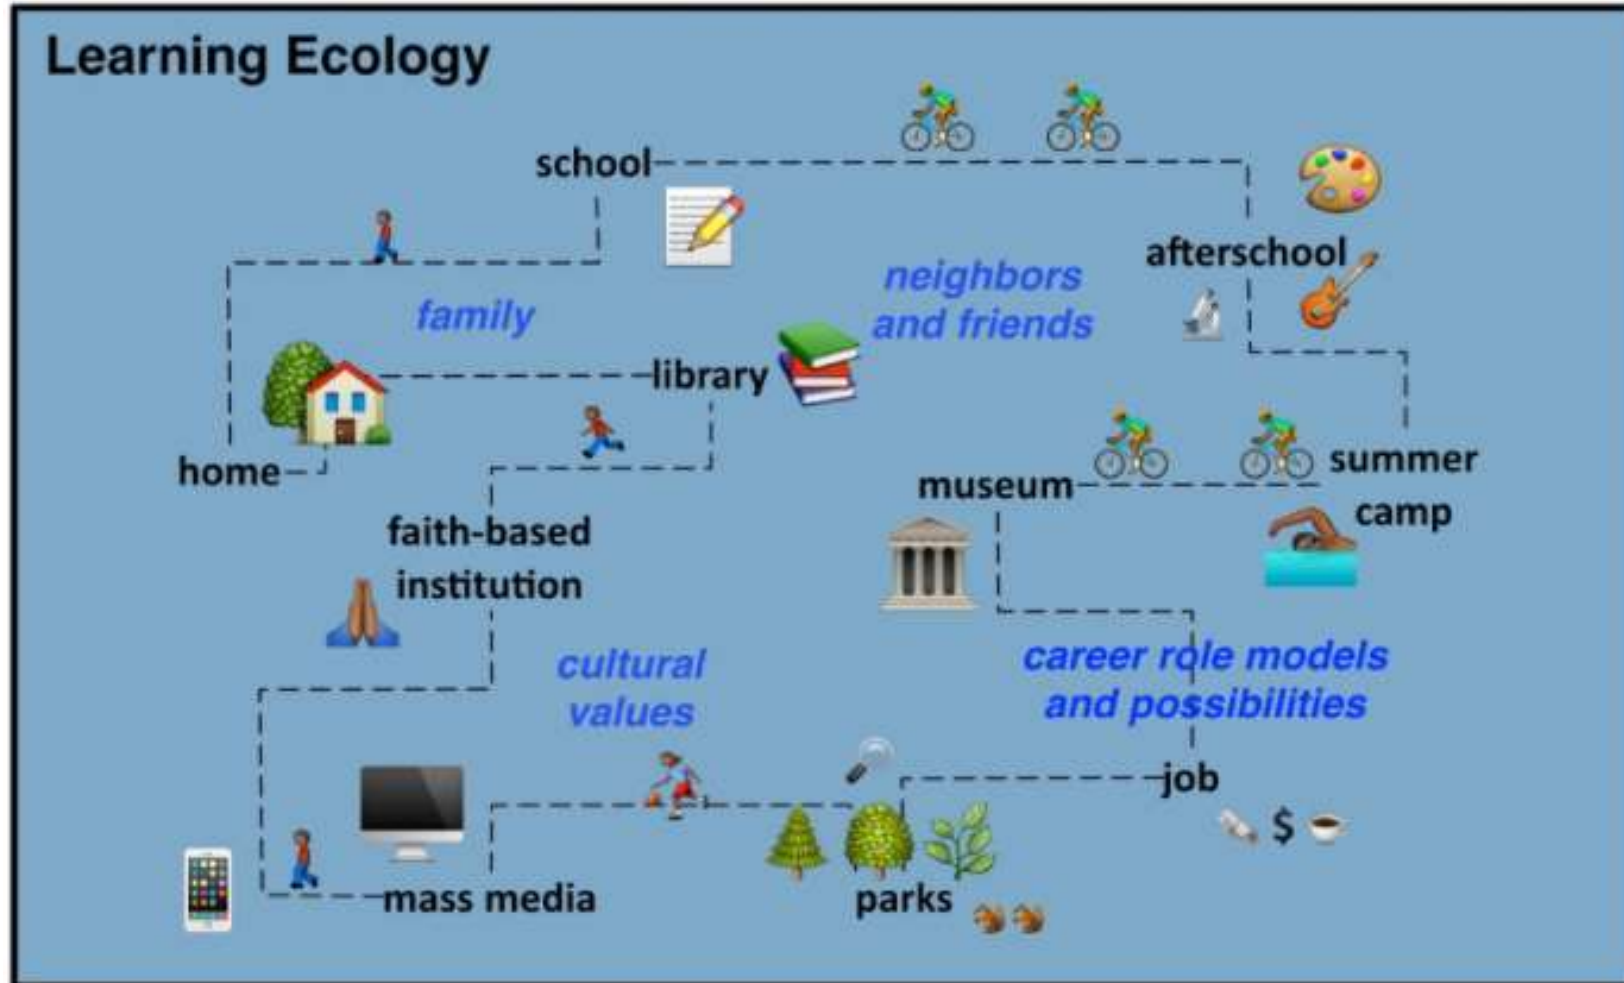 Learning Ecology
school
afterschool
neighbors
and friends
family
library
home
summer
camp
museum
faith-based
institution
cultural
values
career role models
and possibilities
job
$
mass media
parks